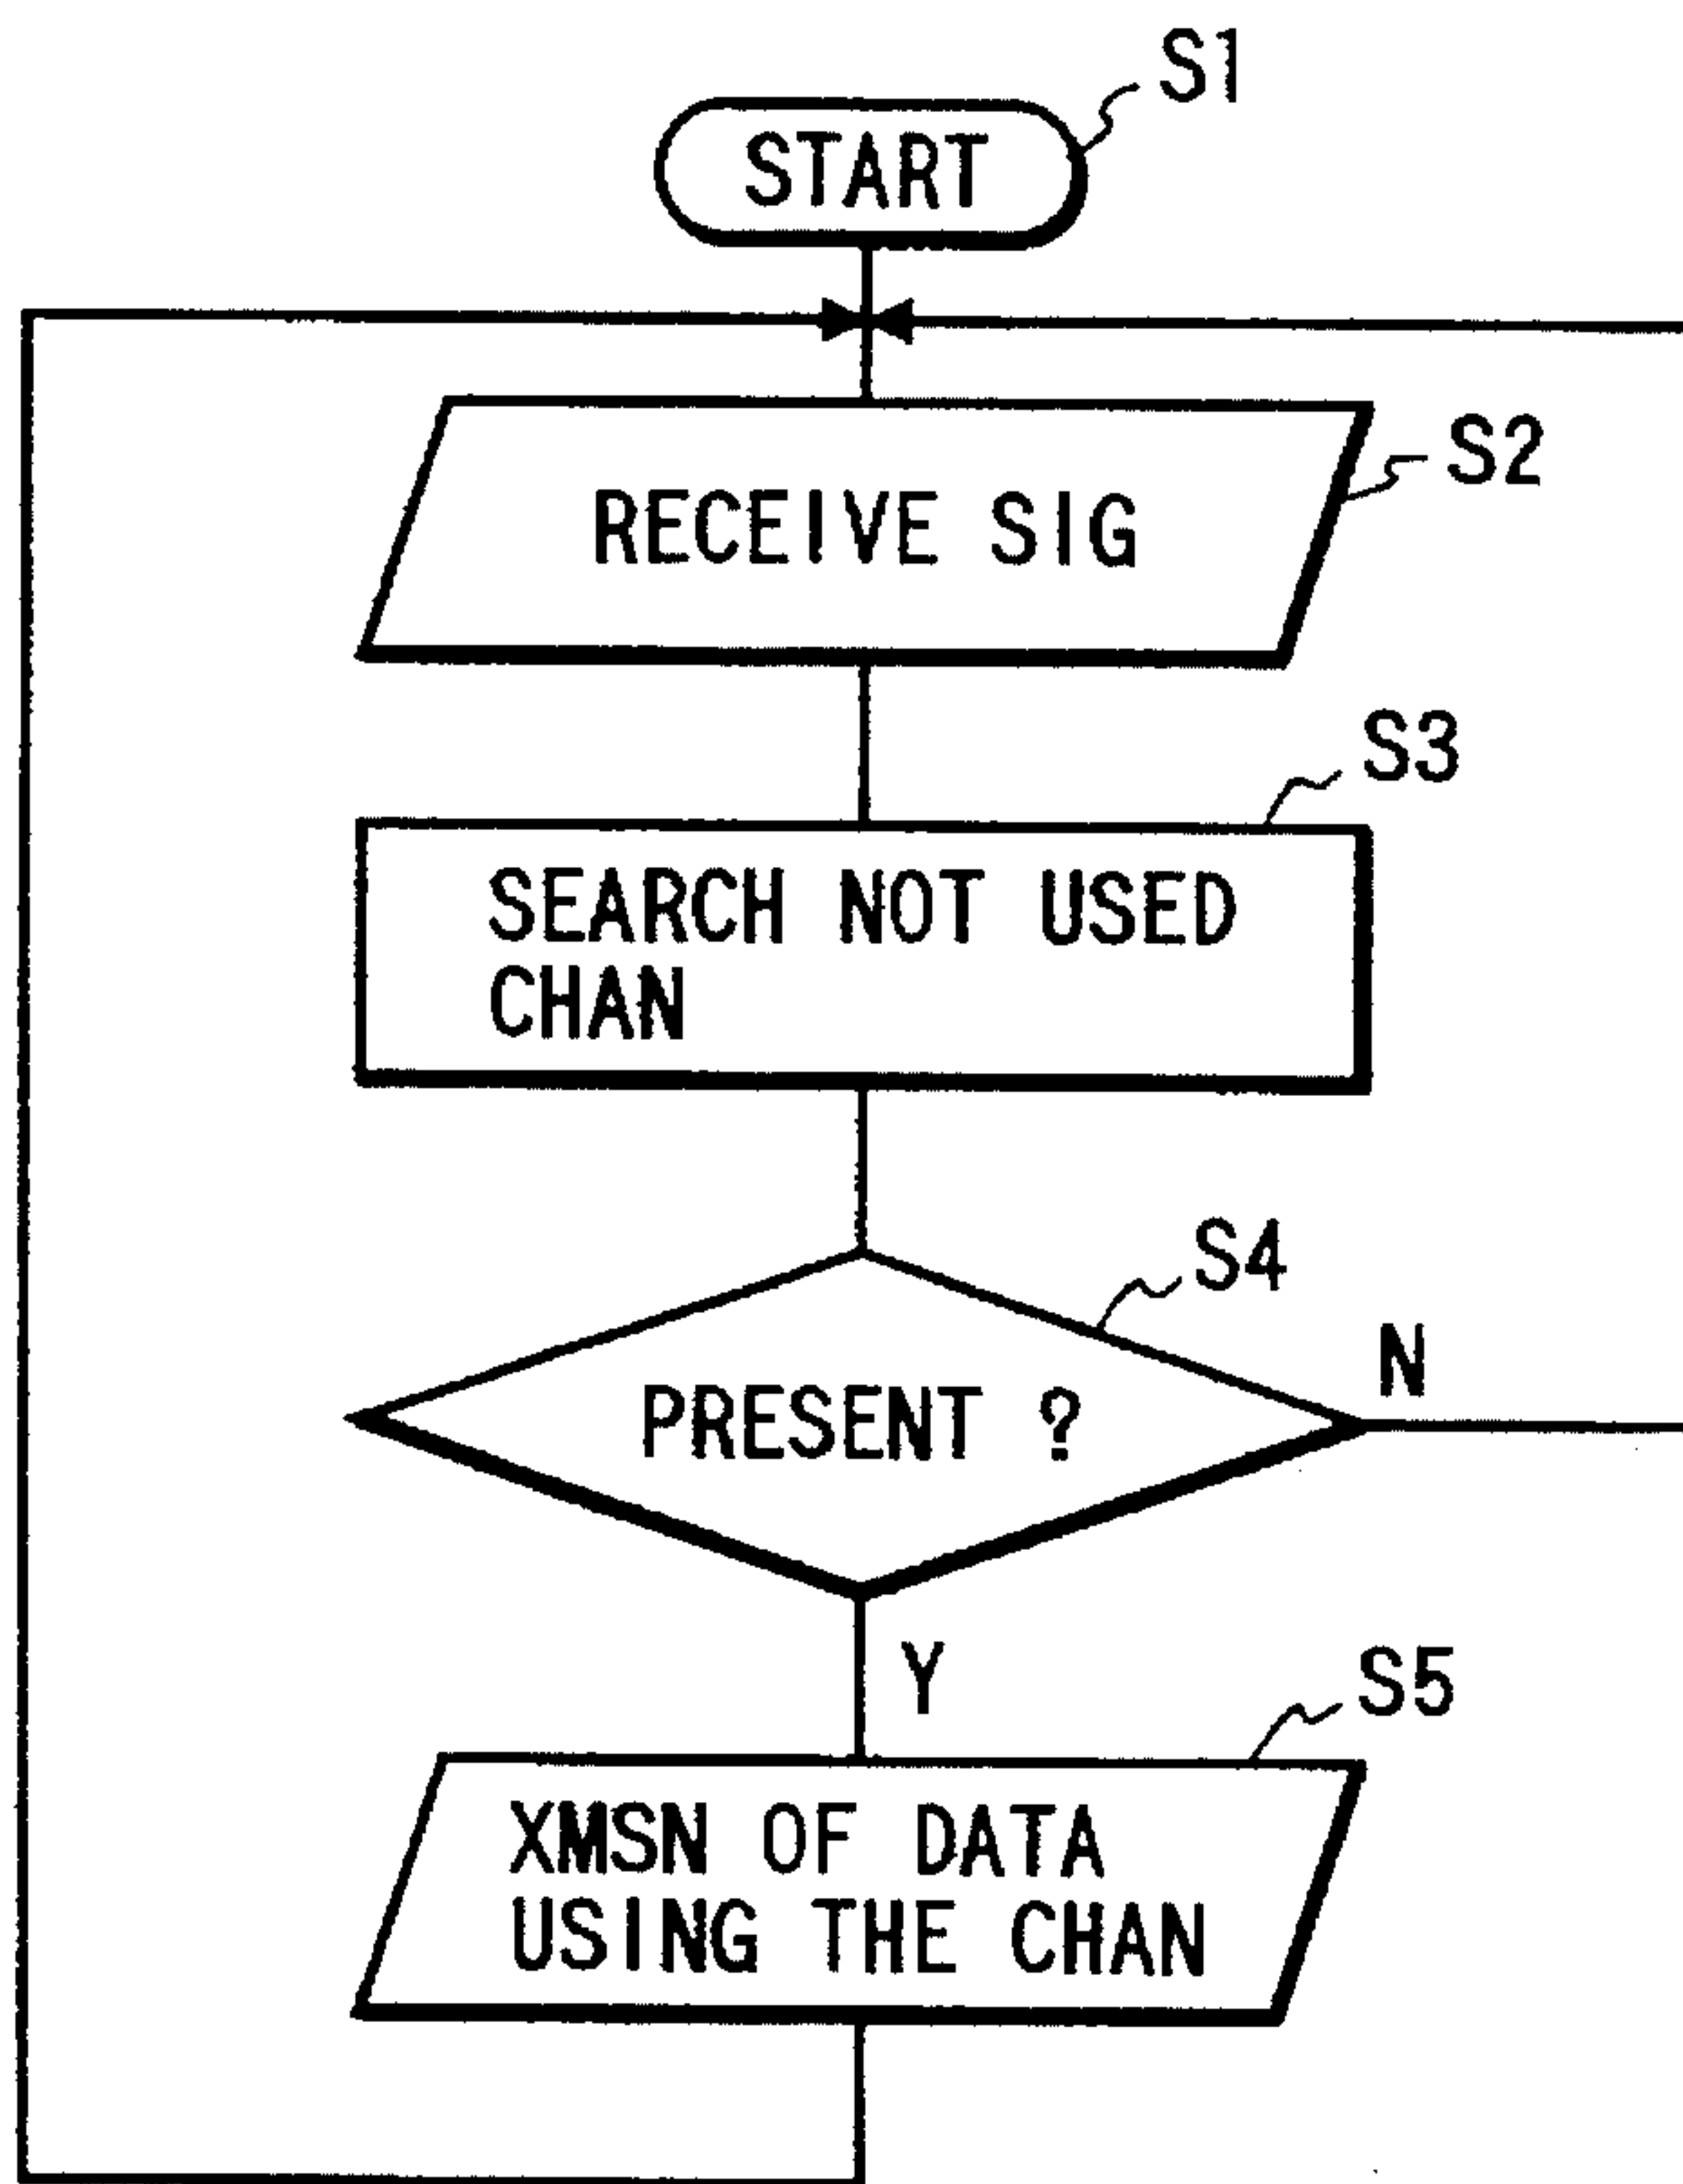 S1
START
S2
RECEIVE SIG
S3
SEARCH NOT USED
CHAN
S4
N
PRESENT ?
Y
S5
XMSN OF DATA
USING THE CHAN